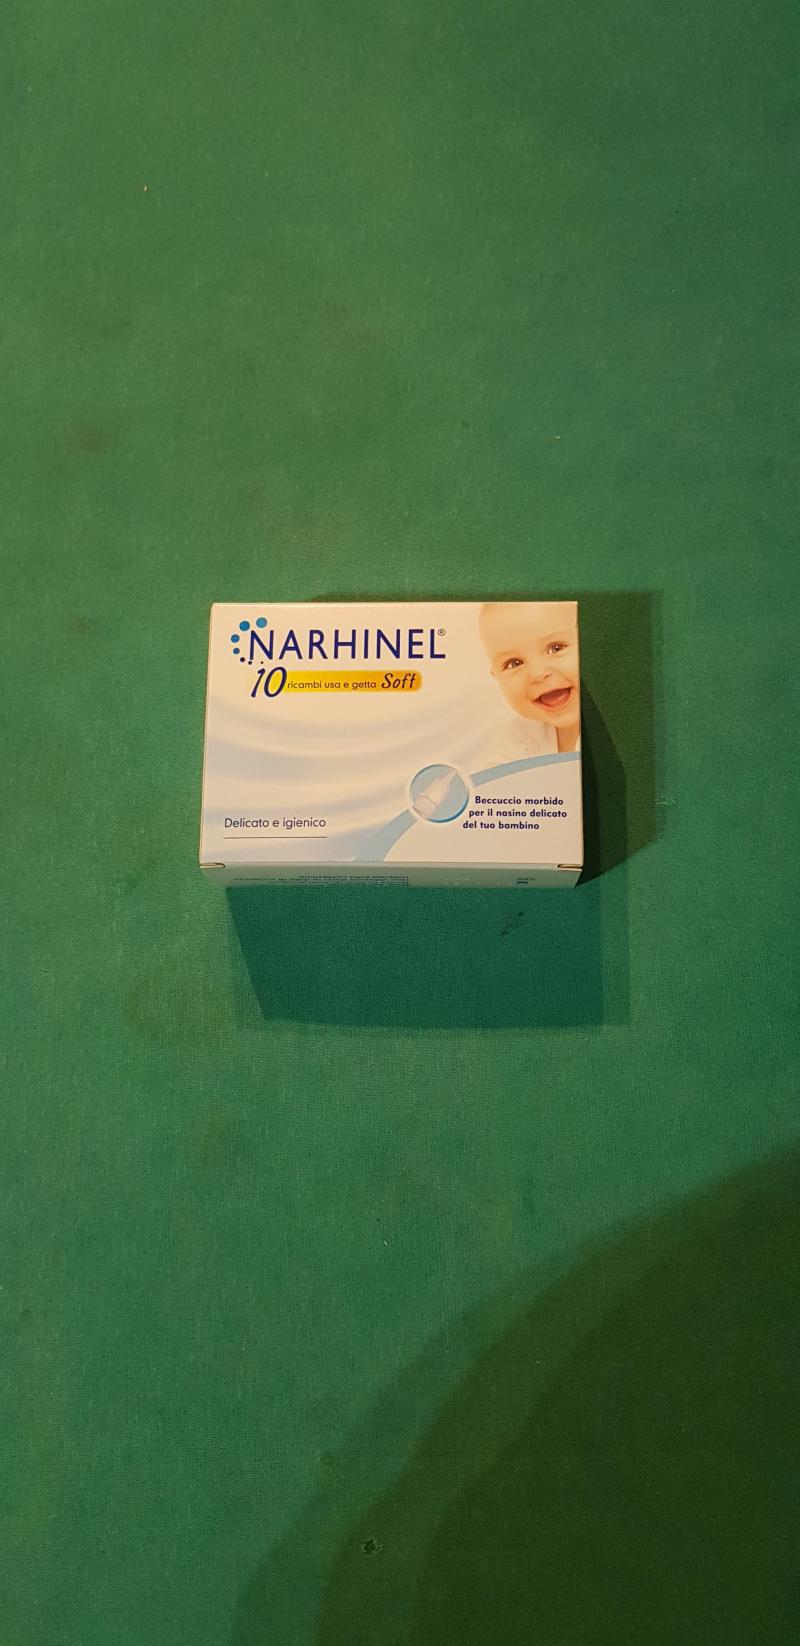 NARHINEL®
10 ricambi usa e getta Soft
Delicato e igienico
Beccuccio morbido
per il nasino delicato
del tuo bambino